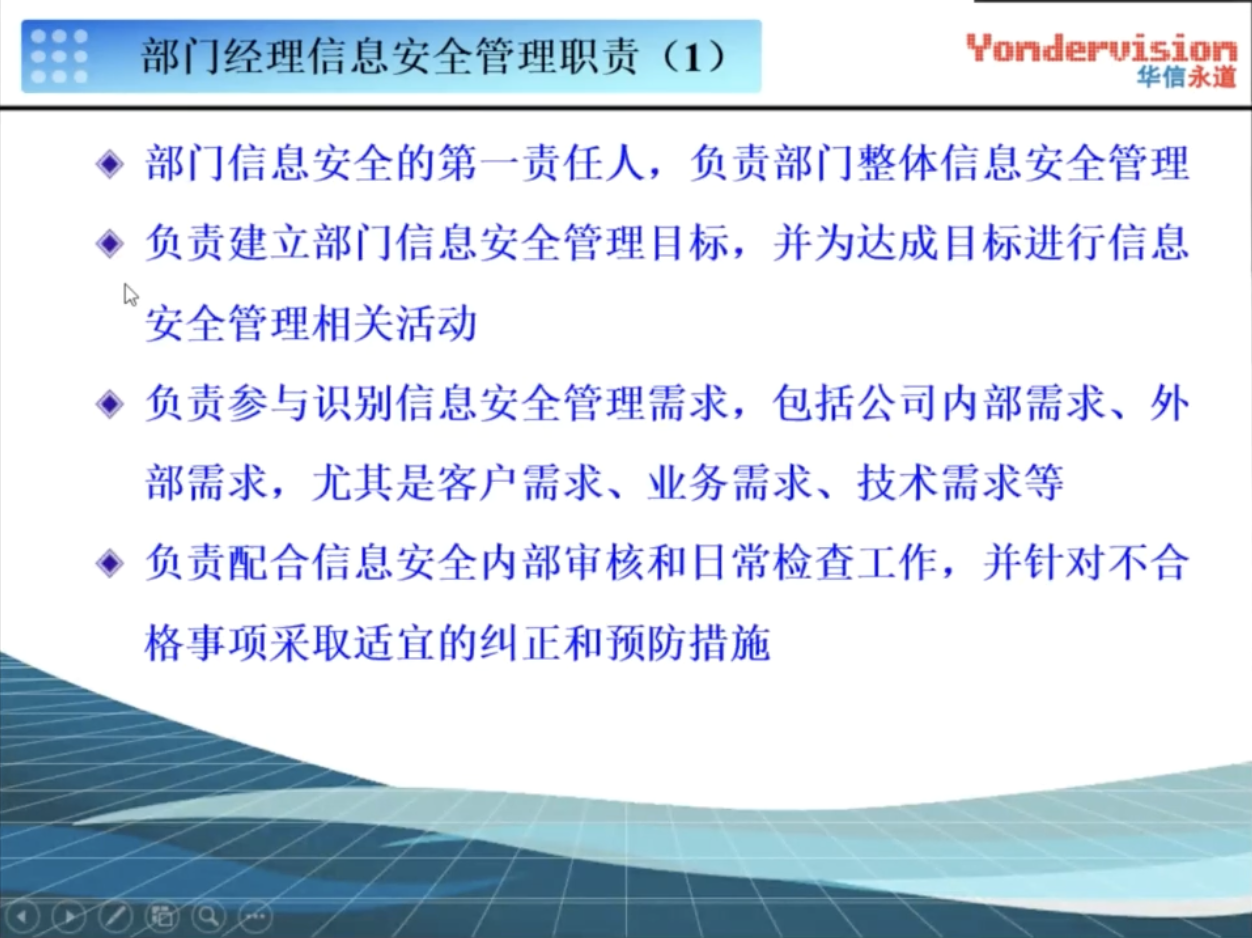 部门经理信息安全管理职责（1）
Yondervision
华信永道
部门信息安全的第一责任人，负责部门整体信息安全管理
负责建立部门信息安全管理目标，并为达成目标进行信息
安全管理相关活动
负责参与识别信息安全管理需求，包括公司内部需求、外
部需求，尤其是客户需求、业务需求、技术需求等
负责配合信息安全内部审核和日常检查工作，并针对不合
格事项采取适宜的纠正和预防措施